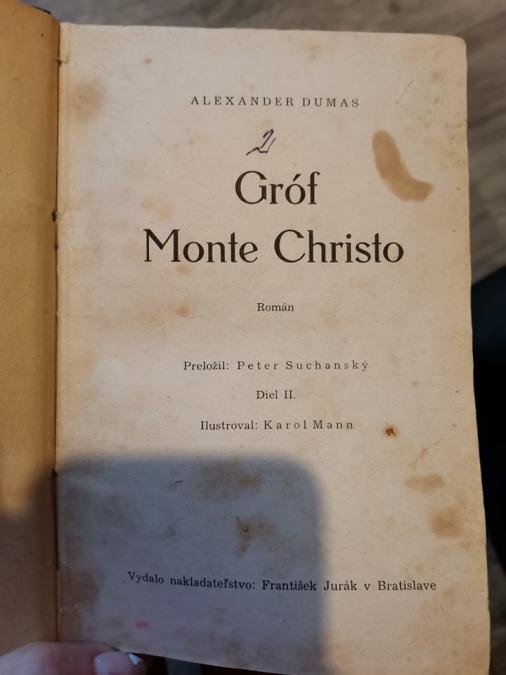 ALEXANDER DUMAS
2
Gróf
Monte Christo
Román
Preložil: Peter Suchanský
Diel II.
Ilustroval: Karol Mann
Vydalo nakladateľstvo: František Jurák v Bratislave